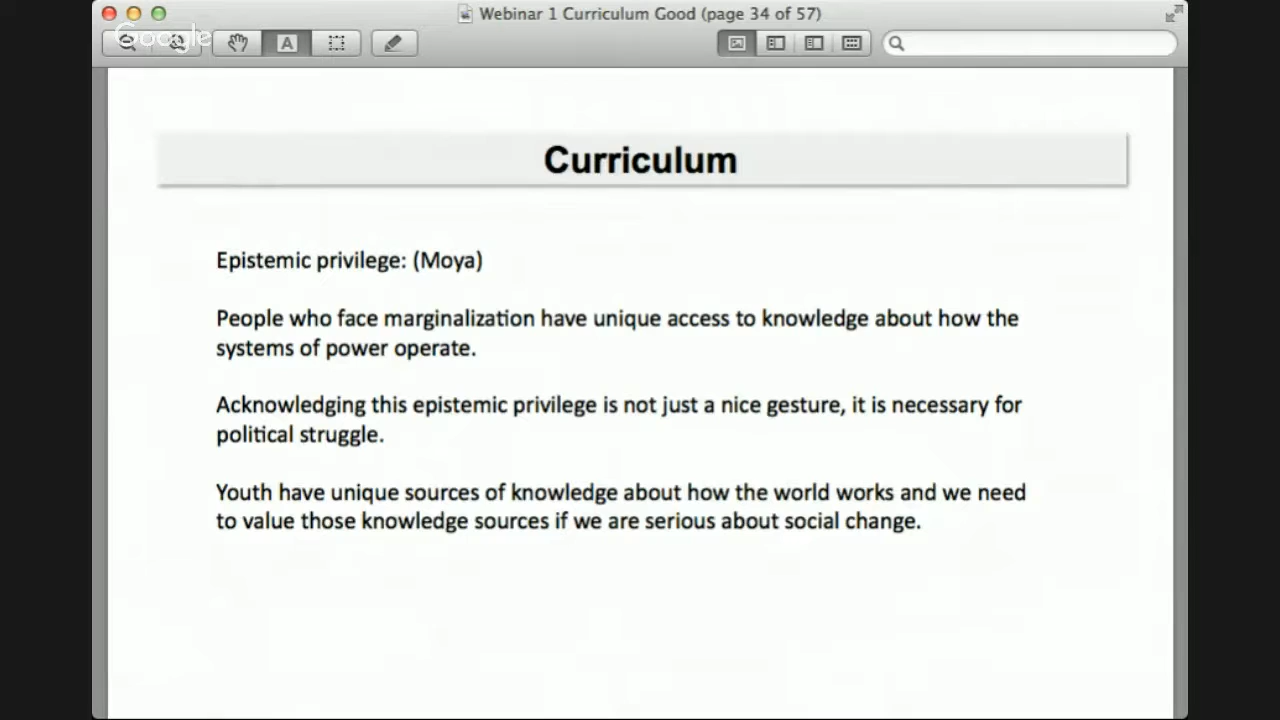 Webinar 1 Curriculum Good (page 34 of 57)
Google
A
Curriculum
Epistemic privilege: (Moya)
People who face marginalization have unique access to knowledge about how the
systems of power operate.
Acknowledging this epistemic privilege is not just a nice gesture, it is necessary for
political struggle.
Youth have unique sources of knowledge about how the world works and we need
to value those knowledge sources if we are serious about social change.